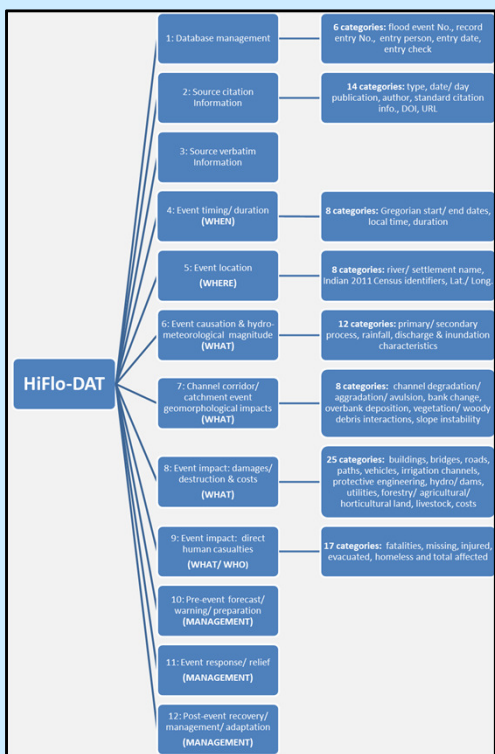 HiFlo-DAT
1: Database management
6 categories: flood event No., record
entry No., entry person, entry date,
entry check
2: Source citation
Information
14 categories: type, date/ day
publication, author, standard citation
info., DOI, URL
3: Source verbatim
Information
4: Event timing/ duration
(WHEN)
8 categories: Gregorian start/ end dates,
local time, duration
5: Event location
(WHERE)
8 categories: river/ settlement name,
Indian 2011 Census identifiers, Lat./ Long.
6: Event causation & hydro-
meteorological magnitude
(WHAT)
12 categories: primary/ secondary
process, rainfall, discharge & inundation
characteristics
7: Channel corridor/
catchment event
geomorphological impacts
(WHAT)
8 categories: channel degradation/
aggradation/ avulsion, bank change,
overbank deposition, vegetation/ woody
debris interactions, slope instability
8: Event impact: damages/
destruction & costs
(WHAT)
25 categories: buildings, bridges, roads,
paths, vehicles, irrigation channels,
protective engineering, hydro/ dams,
utilities, forestry/ agricultural/
horticultural land, livestock, costs
9: Event impact: direct
human casualties
(WHAT/ WHO)
17 categories: fatalities, missing, injured,
evacuated, homeless and total affected
10: Pre-event forecast/
warning/ preparation
(MANAGEMENT)
11: Event response/ relief
(MANAGEMENT)
12: Post-event recovery/
management/ adaptation
(MANAGEMENT)